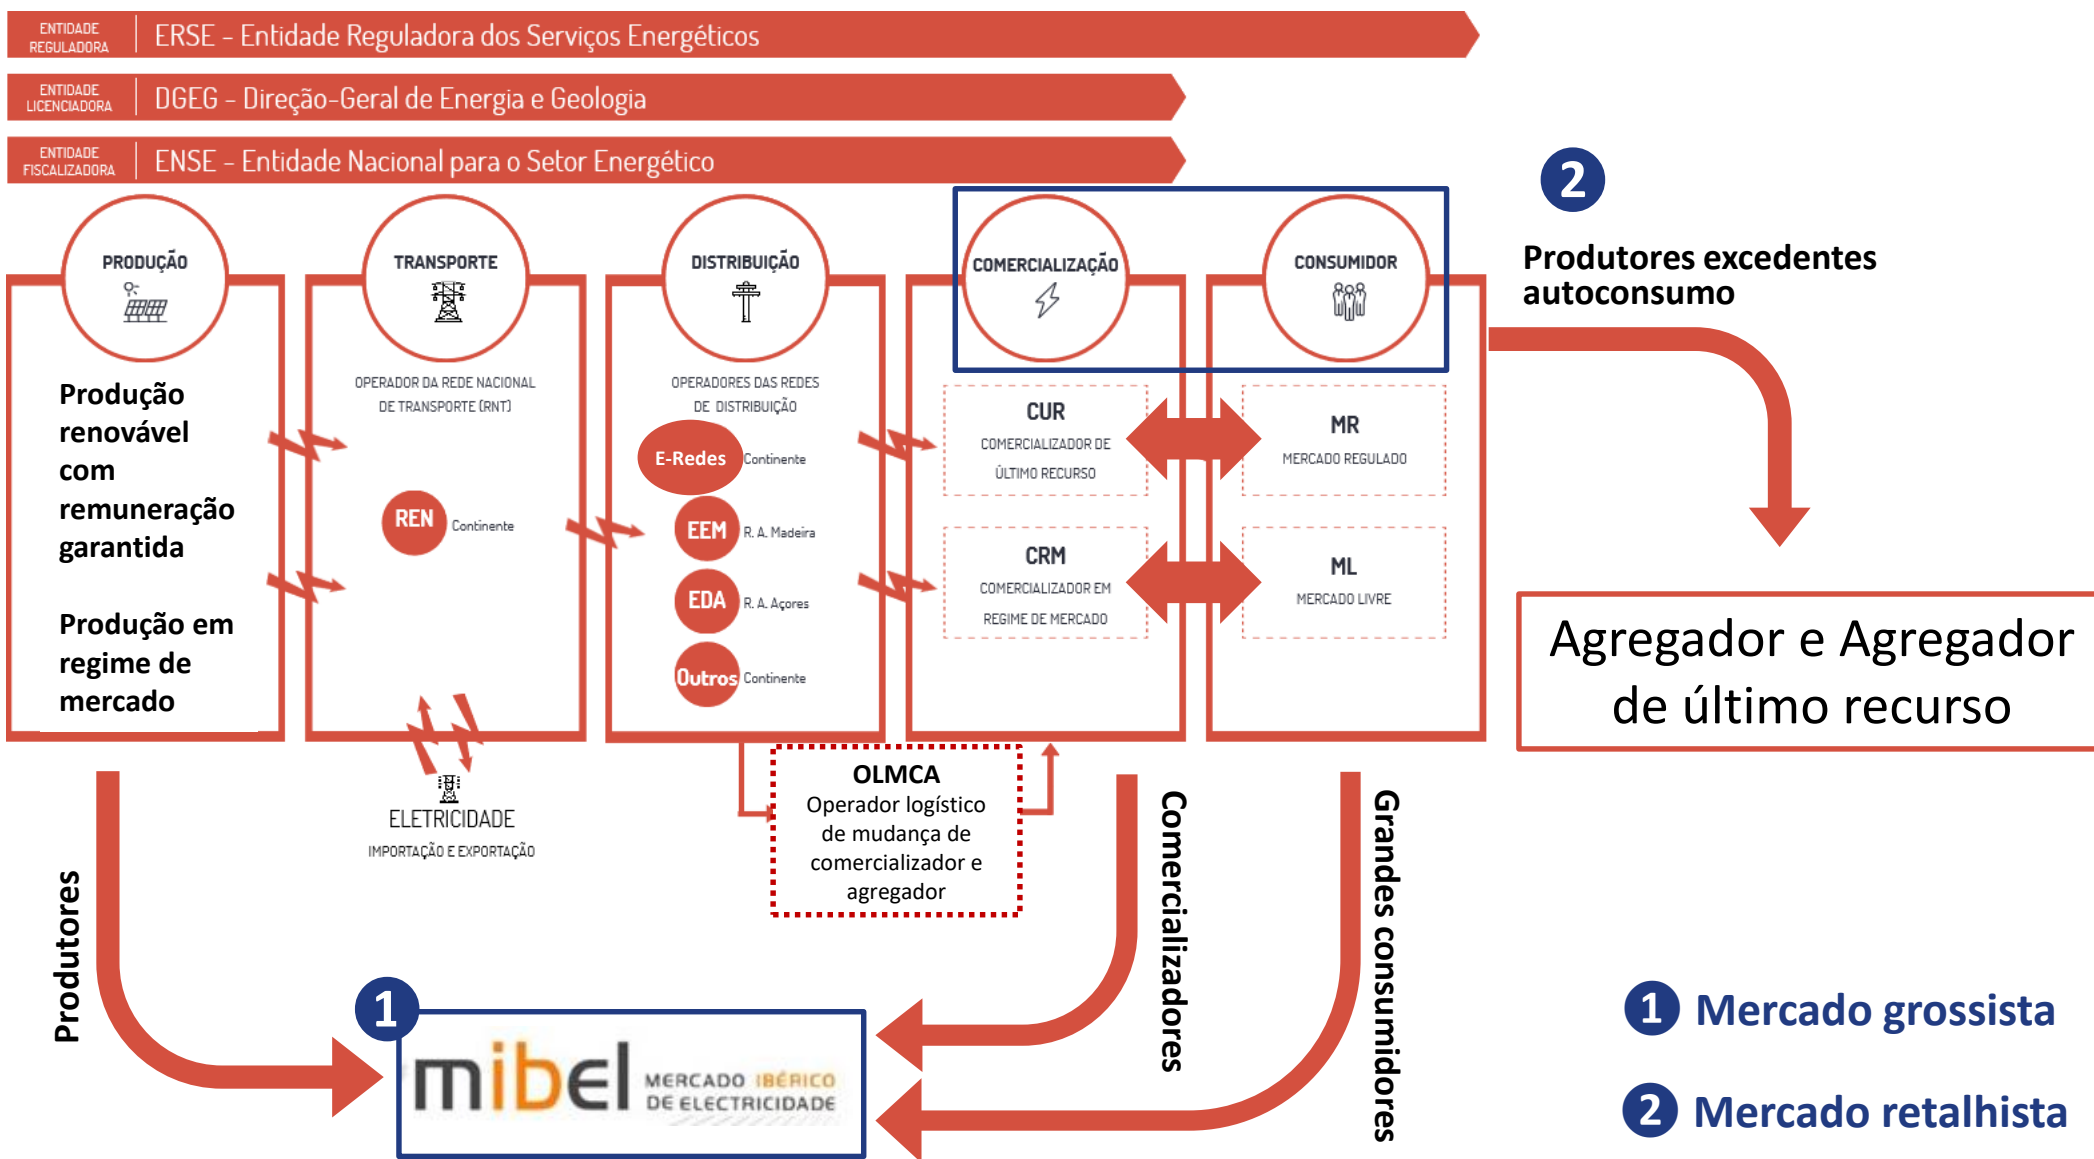 ENTIDADE
REGULADORA
ERSE – Entidade Reguladora dos Serviços Energéticos
ENTIDADE
LICENCIADORA
DGEG – Direção-Geral de Energia e Geologia
ENTIDADE
FISCALIZADORA
ENSE – Entidade Nacional para o Setor Energético
PRODUÇÃO
Produção
renovável
com
remuneração
garantida
Produção em
regime de
mercado
TRANSPORTE
OPERADOR DA REDE NACIONAL
DE TRANSPORTE (RNT)
REN
Continente
ELETRICIDADE
IMPORTAÇÃO E EXPORTAÇÃO
DISTRIBUIÇÃO
OPERADORES DAS REDES
DE DISTRIBUIÇÃO
E-Redes Continente
EEM R. A. Madeira
EDA R. A. Açores
Outros Continente
OLMCA
Operador logístico
de mudança de
comercializador e
agregador
COMERCIALIZAÇÃO
CUR
COMERCIALIZADOR DE
ÚLTIMO RECURSO
CRM
COMERCIALIZADOR EM
REGIME DE MERCADO
CONSUMIDOR
MR
MERCADO REGULADO
ML
MERCADO LIVRE
2
Produtores excedentes
autoconsumo
Agregador e Agregador
de último recurso
Produtores
Comercializadores
Grandes consumidores
1
mibel
MERCADO IBÉRICO
DE ELECTRICIDADE
1 Mercado grossista
2 Mercado retalhista